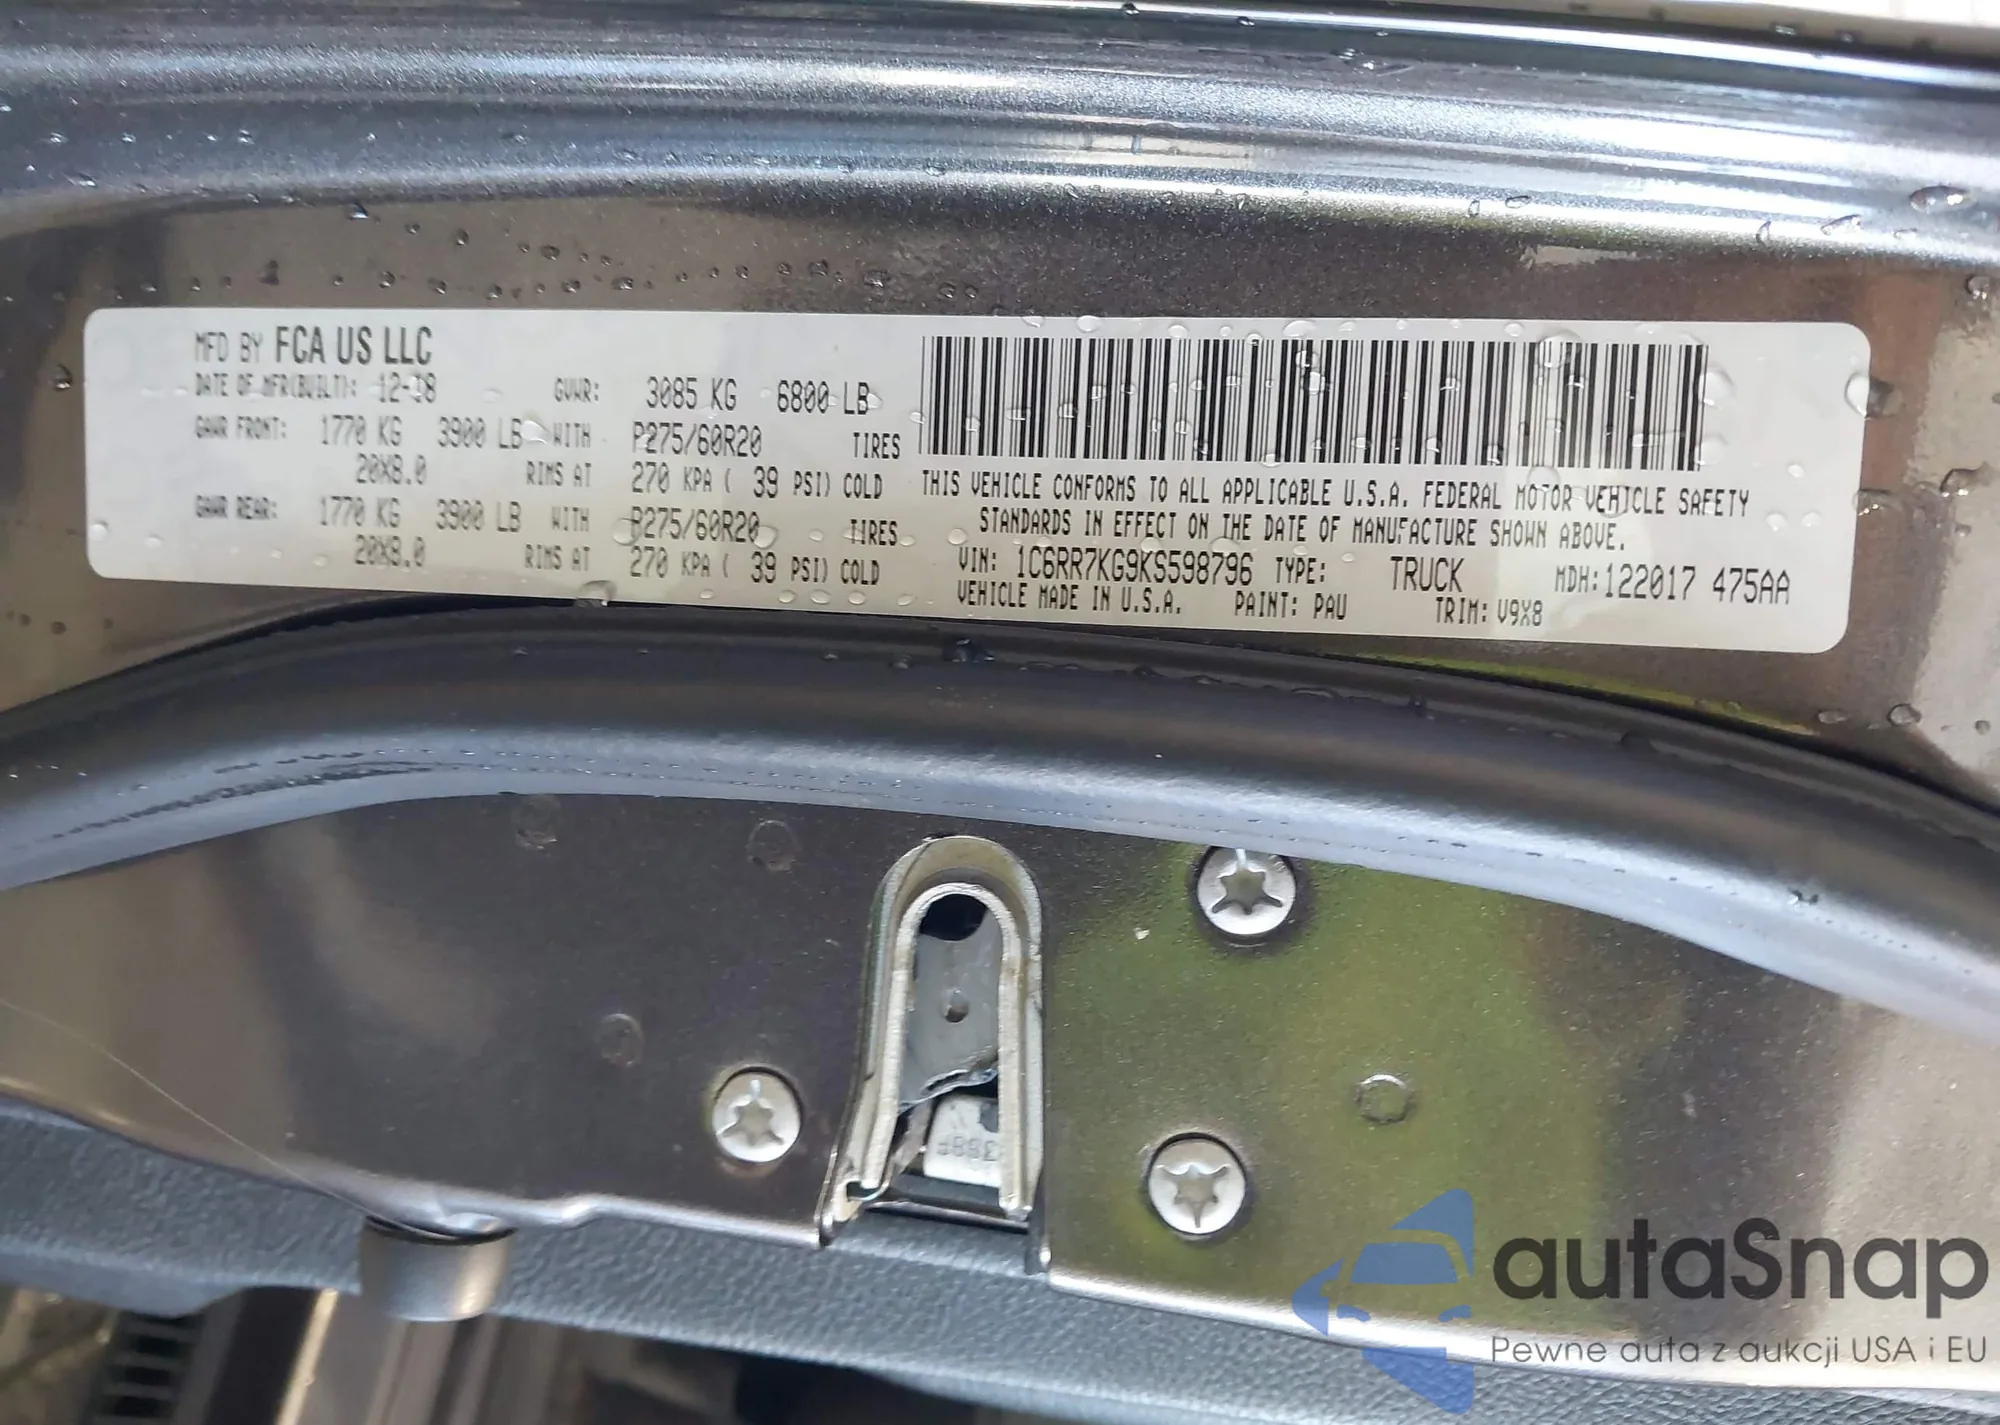 MFD BY FCA US LLC
DATE OF MFR(BUILT): 12-18 GVWR: 3085 KG 6800 LB
GAWR FRONT: 1770 KG 3900 LB WITH P275/60R20 TIRES
20X8.0 RIMS AT 270 KPA ( 39 PSI) COLD
GAWR REAR: 1770 KG 3900 LB WITH P275/60R20 TIRES
20X8.0 RIMS AT 270 KPA ( 39 PSI) COLD
THIS VEHICLE CONFORMS TO ALL APPLICABLE U.S.A. FEDERAL MOTOR VEHICLE SAFETY
STANDARDS IN EFFECT ON THE DATE OF MANUFACTURE SHOWN ABOVE.
VIN: 1C6RR7KG9KS598796 TYPE: TRUCK MDH:122017 475AA
VEHICLE MADE IN U.S.A. PAINT: PAU TRIM: V9X8
autaSnap
Pewne auta z aukcji USA i EU